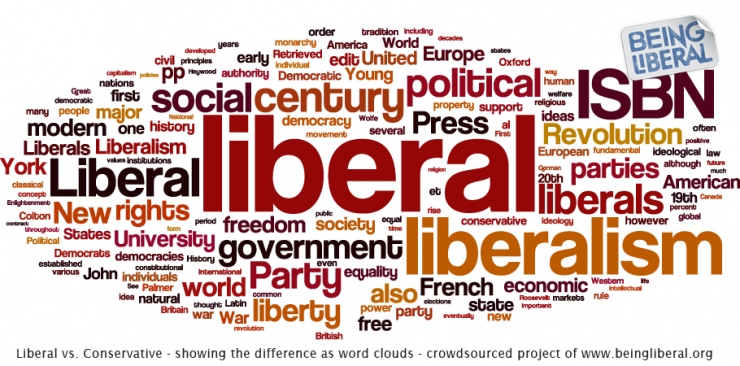 BEING
LIBERAL
order tradition including
years monarchy America World decades
developed civil principles early Retrieved edit United Europe states Oxford
capitalism policies Heywood individual
nations pp authority Democratic Young political way human ISBN
Great democratic first social century property support religious welfare
many people major National democracy Wolfe several Press al ideas Revolution often
modern one history movement First European fundamental positive
Liberals Liberalism liberal ideological law
York values institutions religion German parties although future much
classical Liberal et 20th American
concept Enlightenment rise liberals 19th Canada
Colton New rights period freedom public society equal time conservative ideology percent global
contract throughout form however
Political States University government liberalism
Democrats democracies History even
established various John constitutional individuals International Party equality French economic Western life intellectual
See Palmer world common also state Roosevelt markets rule
idea natural thought Latin liberty power party elections important
Britain war War free eventually new
revolution British
Liberal vs. Conservative - showing the difference as word clouds - crowdsourced project of www.beingliberal.org